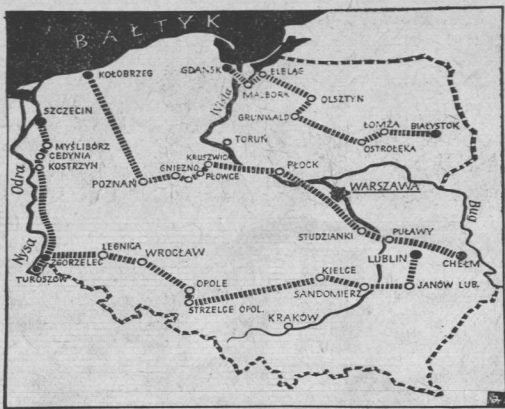 BAŁTYK
KOŁOBRZEG
GDAŃSK
ELBLĄG
MALBORK
Wisła
OLSZTYN
SZCZECIN
GRUNWALD
ŁOMŻA
BIAŁYSTOK
MYŚLIBÓRZ
CEDYNIA
KOSTRZYN
TORUŃ
OSTROŁĘKA
Odra
KRUSZWICA
GNIEZNO
PŁOWCE
PŁOCK
POZNAŃ
WARSZAWA
Bug
STUDZIANKI
PUŁAWY
Nysa
LEGNICA
WROCŁAW
ZGORZELEC
LUBLIN
CHEŁM
TUROSZÓW
OPOLE
KIELCE
STRZELCE OPOL.
SANDOMIERZ
JANÓW LUB.
KRAKÓW